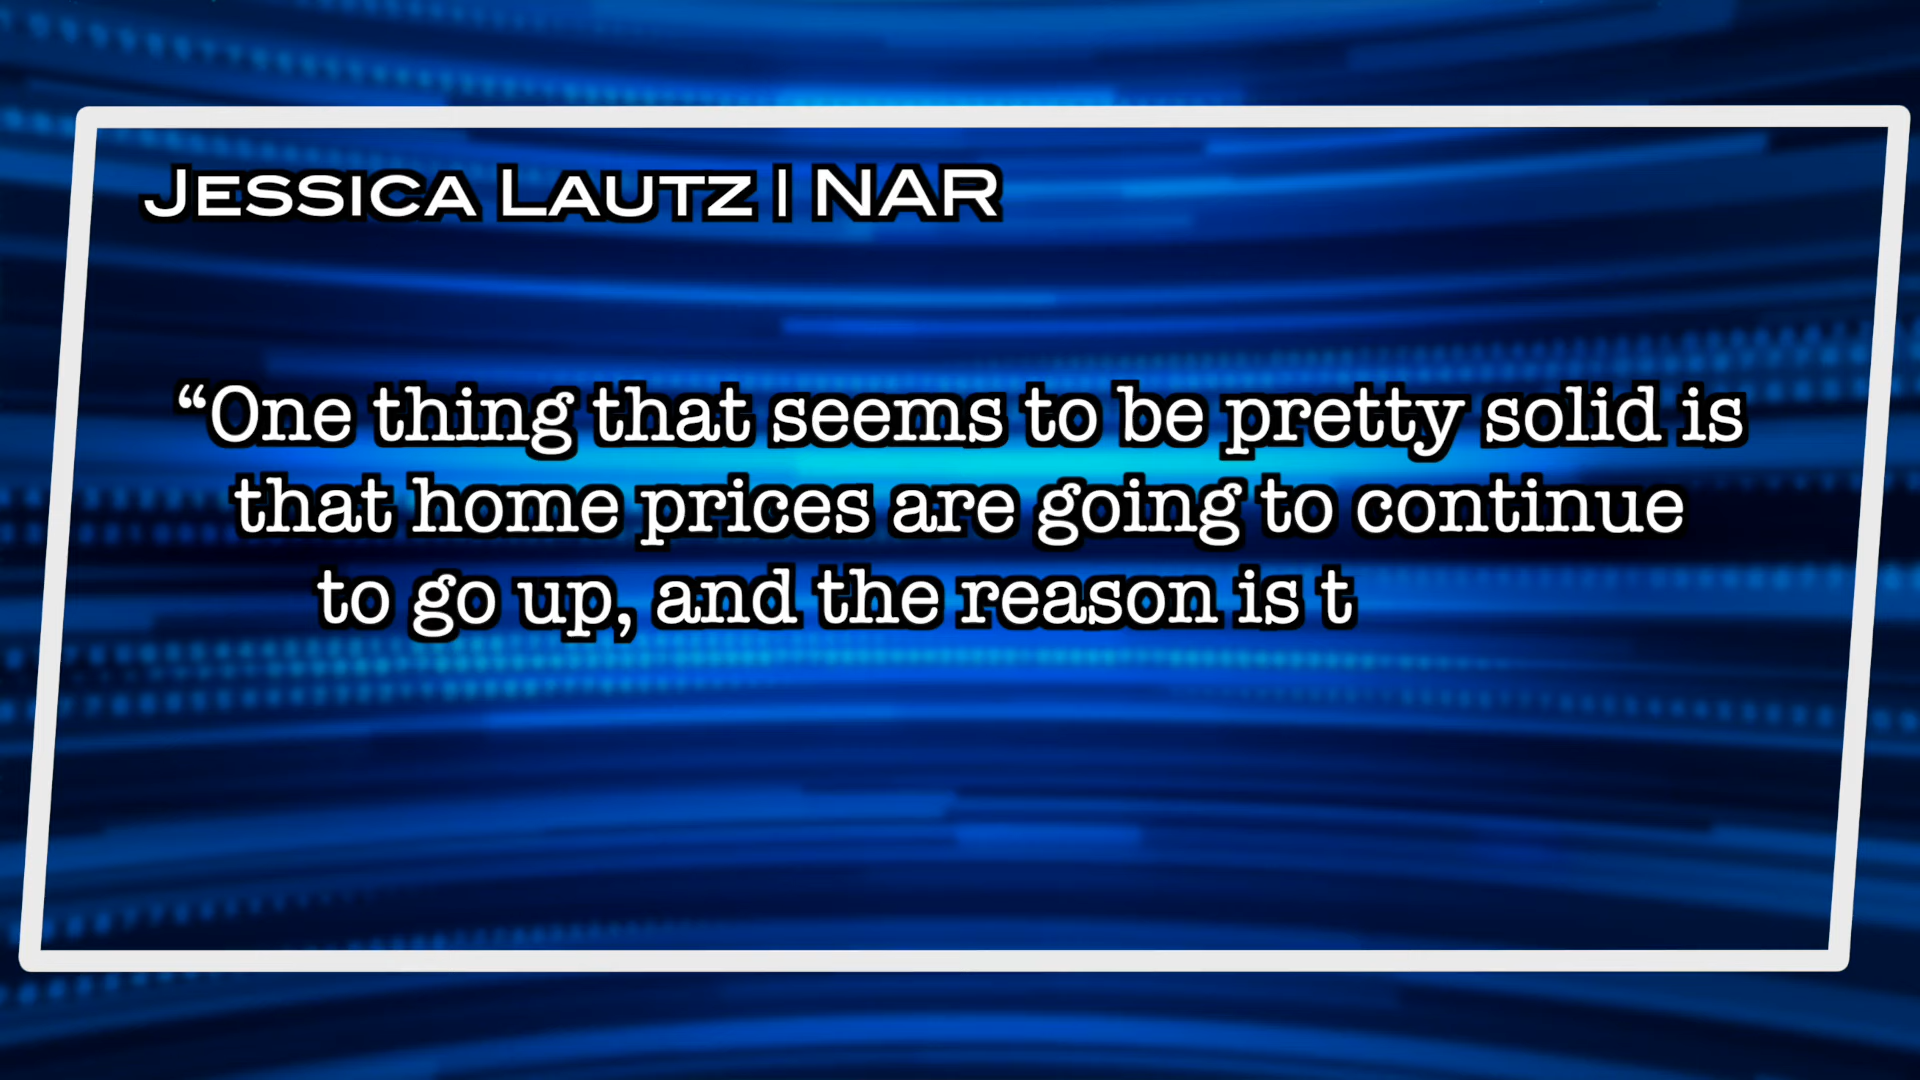 Jessica Lautz | NAR
“One thing that seems to be pretty solid is
that home prices are going to continue
to go up, and the reason is t